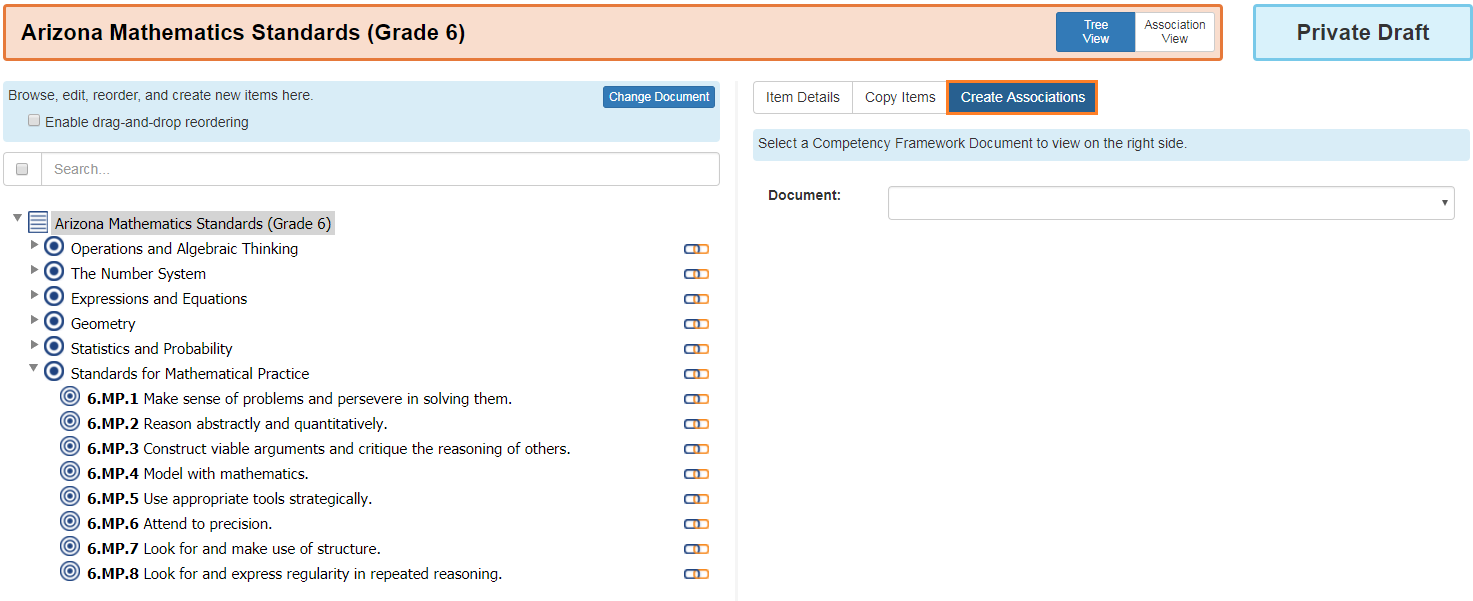 Arizona Mathematics Standards (Grade 6)
Tree
View
Association
View
Private Draft
Browse, edit, reorder, and create new items here.
Change Document
Enable drag-and-drop reordering
Search...
Arizona Mathematics Standards (Grade 6)
Operations and Algebraic Thinking
The Number System
Expressions and Equations
Geometry
Statistics and Probability
Standards for Mathematical Practice
6.MP.1 Make sense of problems and persevere in solving them.
6.MP.2 Reason abstractly and quantitatively.
6.MP.3 Construct viable arguments and critique the reasoning of others.
6.MP.4 Model with mathematics.
6.MP.5 Use appropriate tools strategically.
6.MP.6 Attend to precision.
6.MP.7 Look for and make use of structure.
6.MP.8 Look for and express regularity in repeated reasoning.
Item Details
Copy Items
Create Associations
Select a Competency Framework Document to view on the right side.
Document: